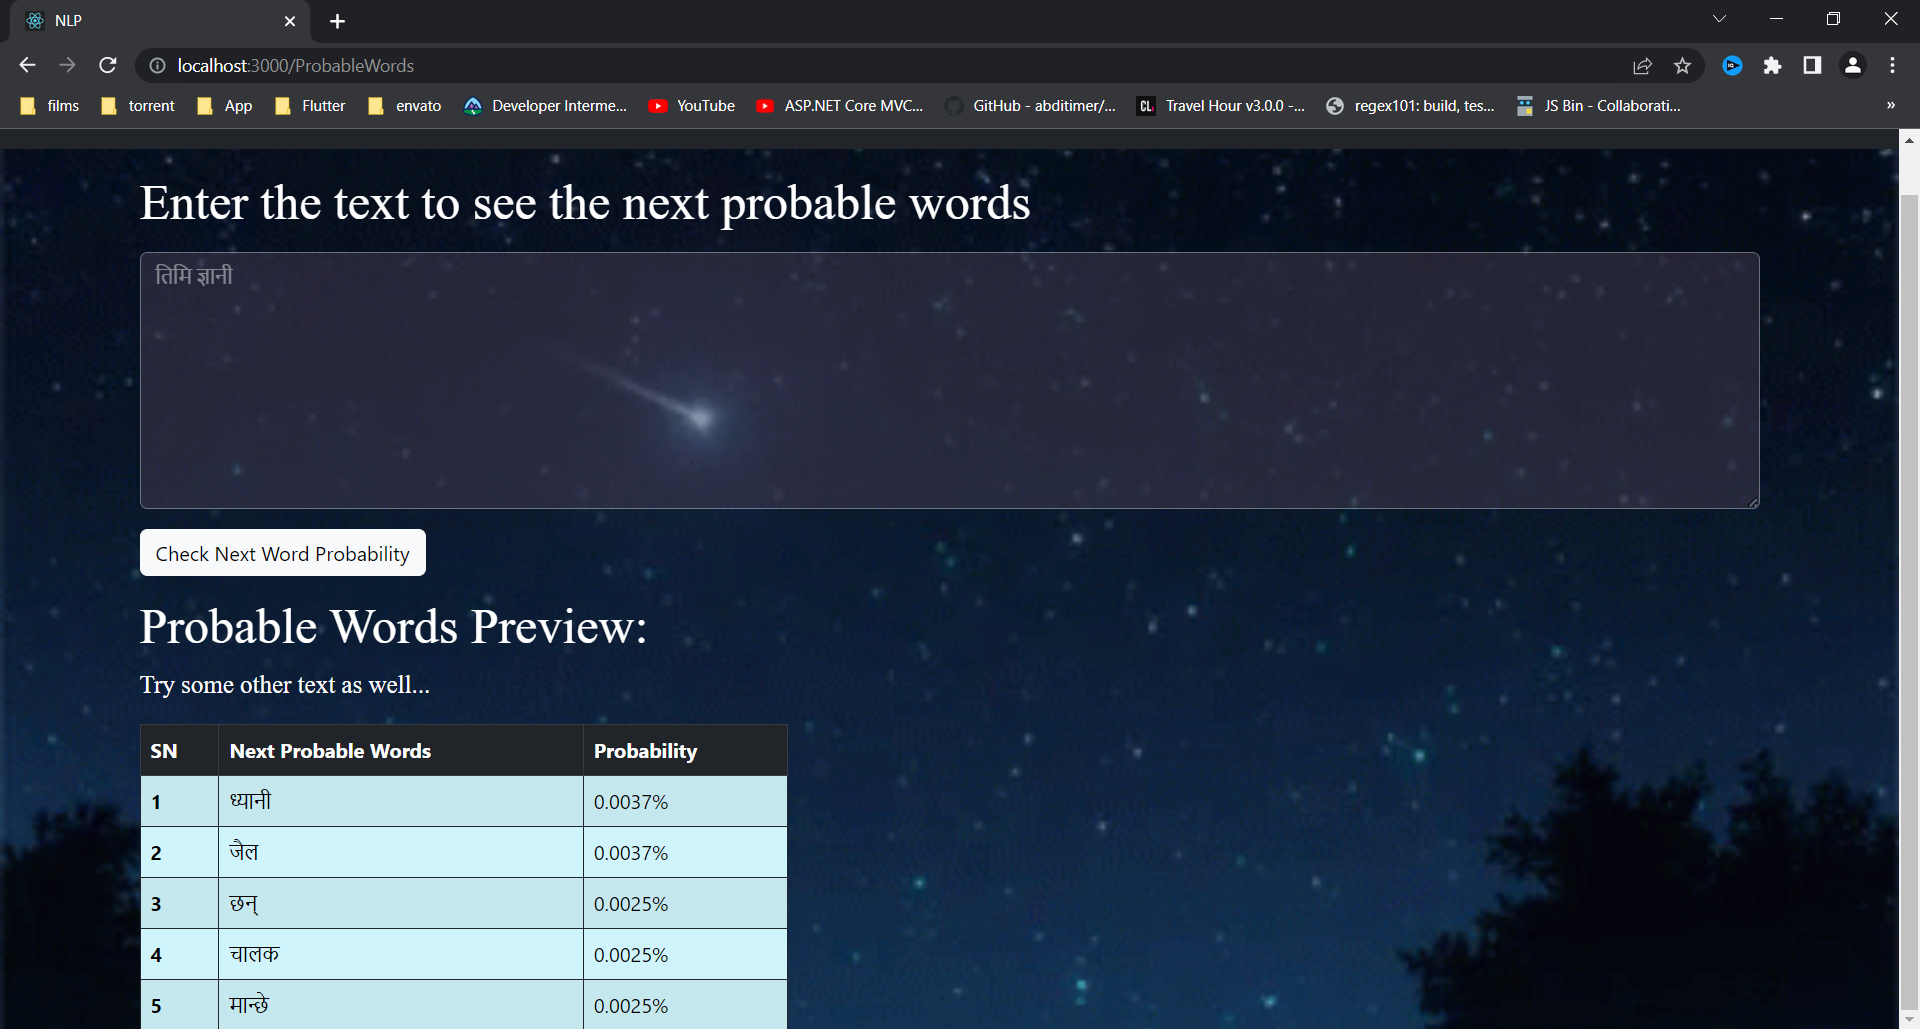 NLP
localhost:3000/ProbableWords
films torrent App Flutter envato Developer Interme... YouTube ASP.NET Core MVC... GitHub - abditimer/... CL. Travel Hour v3.0.0 -... regex101: build, tes... JS Bin - Collaborati... »
Enter the text to see the next probable words
तिमि ज्ञानी
Check Next Word Probability
Probable Words Preview:
Try some other text as well...
SN Next Probable Words Probability
1 ध्यानी 0.0037%
2 जैल 0.0037%
3 छन् 0.0025%
4 चालक 0.0025%
5 मान्छे 0.0025%